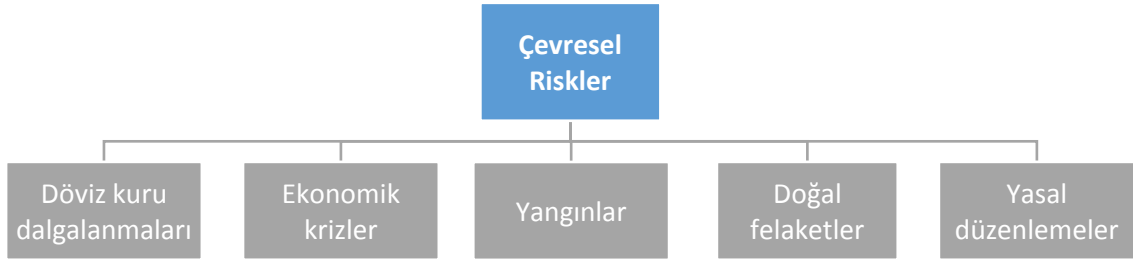 Çevresel
Riskler
Döviz kuru
dalgalanmaları
Ekonomik
krizler
Yangınlar
Doğal
felaketler
Yasal
düzenlemeler